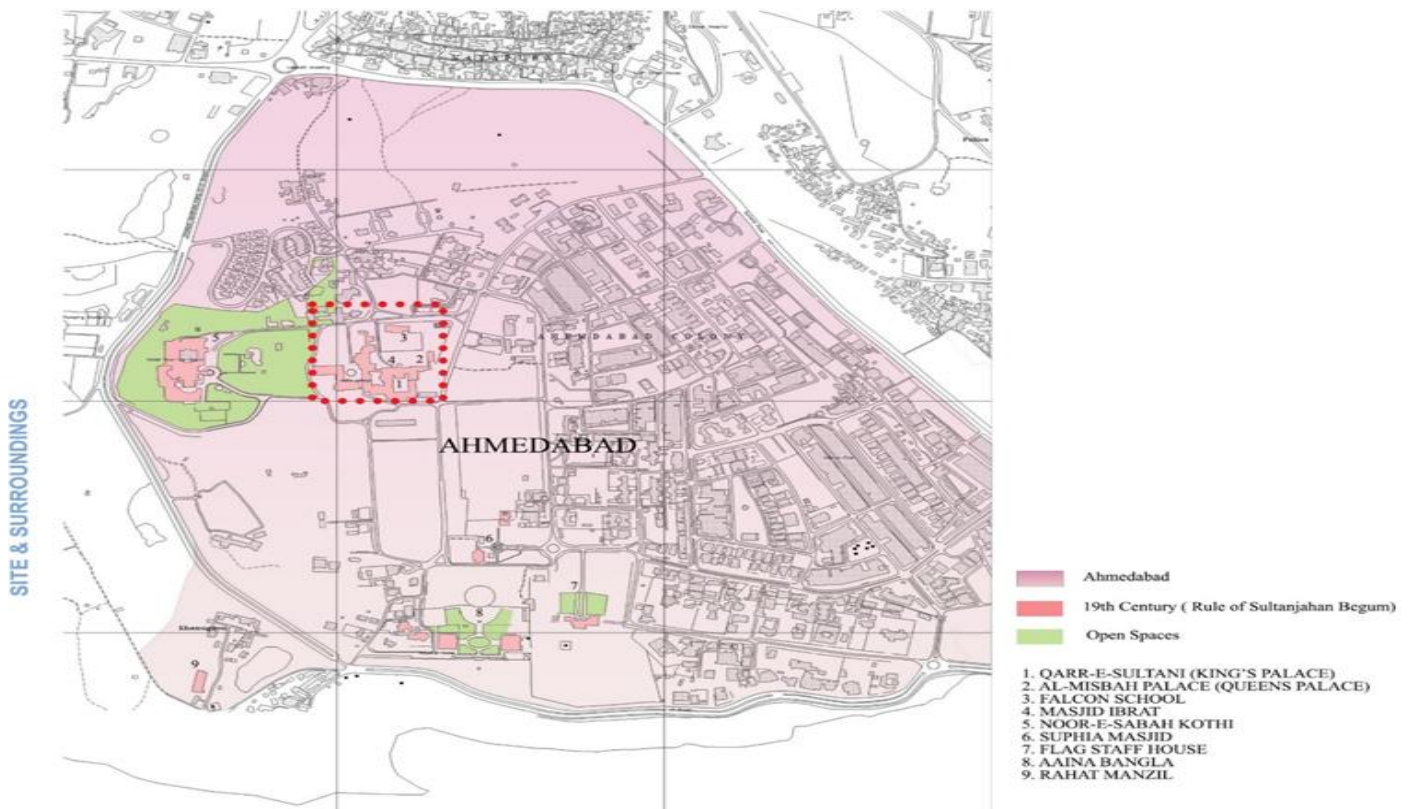 SITE & SURROUNDINGS
AHMEDABAD COLONY
3
5
4
2
1
AHMEDABAD
6
7
8
9
Ahmedabad
19th Century ( Rule of Sultanjahan Begum)
Open Spaces
1. QARR-E-SULTANI (KING'S PALACE)
2. AL-MISBAH PALACE (QUEENS PALACE)
3. FALCON SCHOOL
4. MASJID IBRAT
5. NOOR-E-SABAH KOTHI
6. SUPHIA MASJID
7. FLAG STAFF HOUSE
8. AAINA BANGLA
9. RAHAT MANZIL